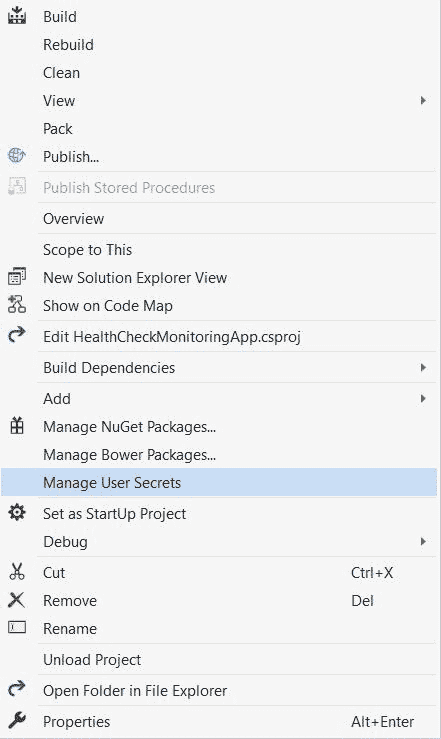 Build
Rebuild
Clean
View
Pack
Publish...
Publish Stored Procedures
Overview
Scope to This
New Solution Explorer View
Show on Code Map
Edit HealthCheckMonitoringApp.csproj
Build Dependencies
Add
Manage NuGet Packages...
Manage Bower Packages...
Manage User Secrets
Set as StartUp Project
Debug
Cut Ctrl+X
Remove Del
Rename
Unload Project
Open Folder in File Explorer
Properties Alt+Enter